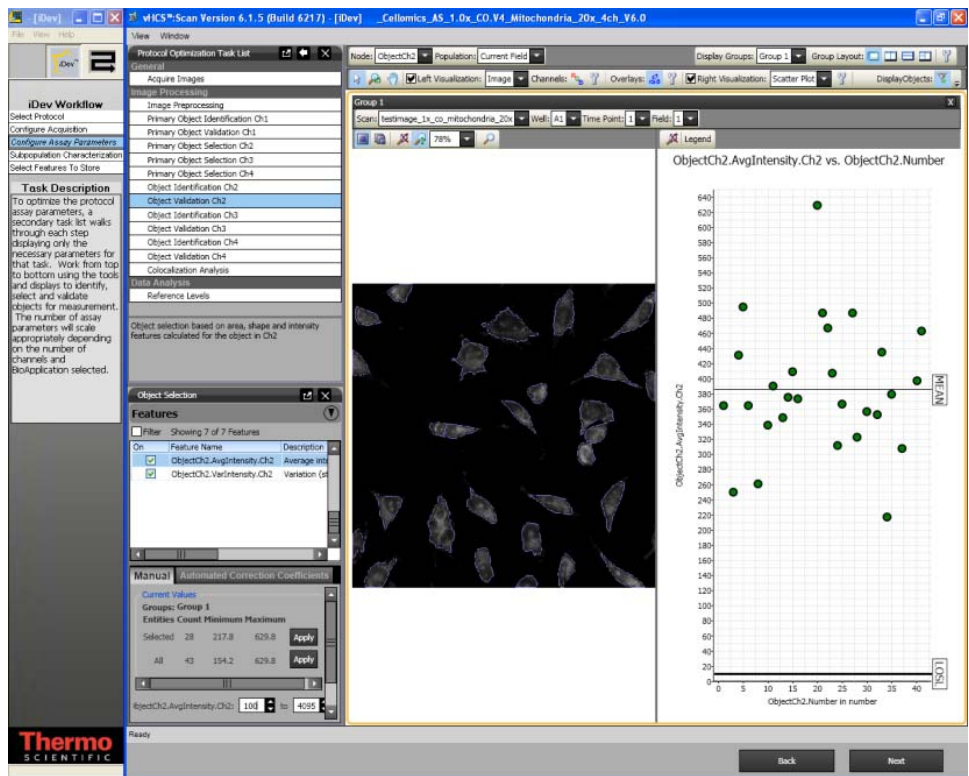 [iDev]
vHCS™:Scan Version 6.1.5 (Build 6217) - [iDev] _Cellomics_AS_1.0x_CO.V4_Mitochondria_20x_4ch_V6.0
File View Help
View Window
iDev™
iDev Workflow
Select Protocol
Configure Acquisition
Configure Assay Parameters
Subpopulation Characterization
Select Features To Store
Task Description
To optimize the protocol
assay parameters, a
secondary task list walks
through each step
displaying only the
necessary parameters for
that task. Work from top
to bottom using the tools
and displays to identify,
select and validate
objects for measurement.
The number of assay
parameters will scale
appropriately depending
on the number of
channels and
BioApplication selected.
Thermo
SCIENTIFIC
Protocol Optimization Task List
General
Acquire Images
Image Processing
Image Preprocessing
Primary Object Identification Ch1
Primary Object Validation Ch1
Primary Object Selection Ch2
Primary Object Selection Ch3
Primary Object Selection Ch4
Object Identification Ch2
Object Validation Ch2
Object Identification Ch3
Object Validation Ch3
Object Identification Ch4
Object Validation Ch4
Colocalization Analysis
Data Analysis
Reference Levels
Object selection based on area, shape and intensity
features calculated for the object in Ch2
Object Selection
Features
Filter Showing 7 of 7 Features
On Feature Name Description
ObjectCh2.AvgIntensity.Ch2 Average inte
ObjectCh2.VarIntensity.Ch2 Variation (st
Manual Automated Correction Coefficients
Current Values
Groups: Group 1
Entities Count Minimum Maximum
Selected 28 217.8 629.8 Apply
All 43 154.2 629.8 Apply
bjectCh2.AvgIntensity.Ch2: 100 to 4095
Node: ObjectCh2 Population: Current Field Display Groups: Group 1 Group Layout:
Left Visualization: Image Channels: Overlays: Right Visualization: Scatter Plot DisplayObjects:
Group 1 X
Scan: testimage_1x_co_mitochondria_20x Well: A1 Time Point: 1 Field: 1
78%
Legend
ObjectCh2.AvgIntensity.Ch2 vs. ObjectCh2.Number
ObjectCh2.AvgIntensity.Ch2
640
620
600
580
560
540
520
500
480
460
440
420
400
380
360
340
320
300
280
260
240
220
200
180
160
140
120
100
80
60
40
20
0
MEAN
LOSL
0 5 10 15 20 25 30 35 40
ObjectCh2.Number in number
Ready
Back Next